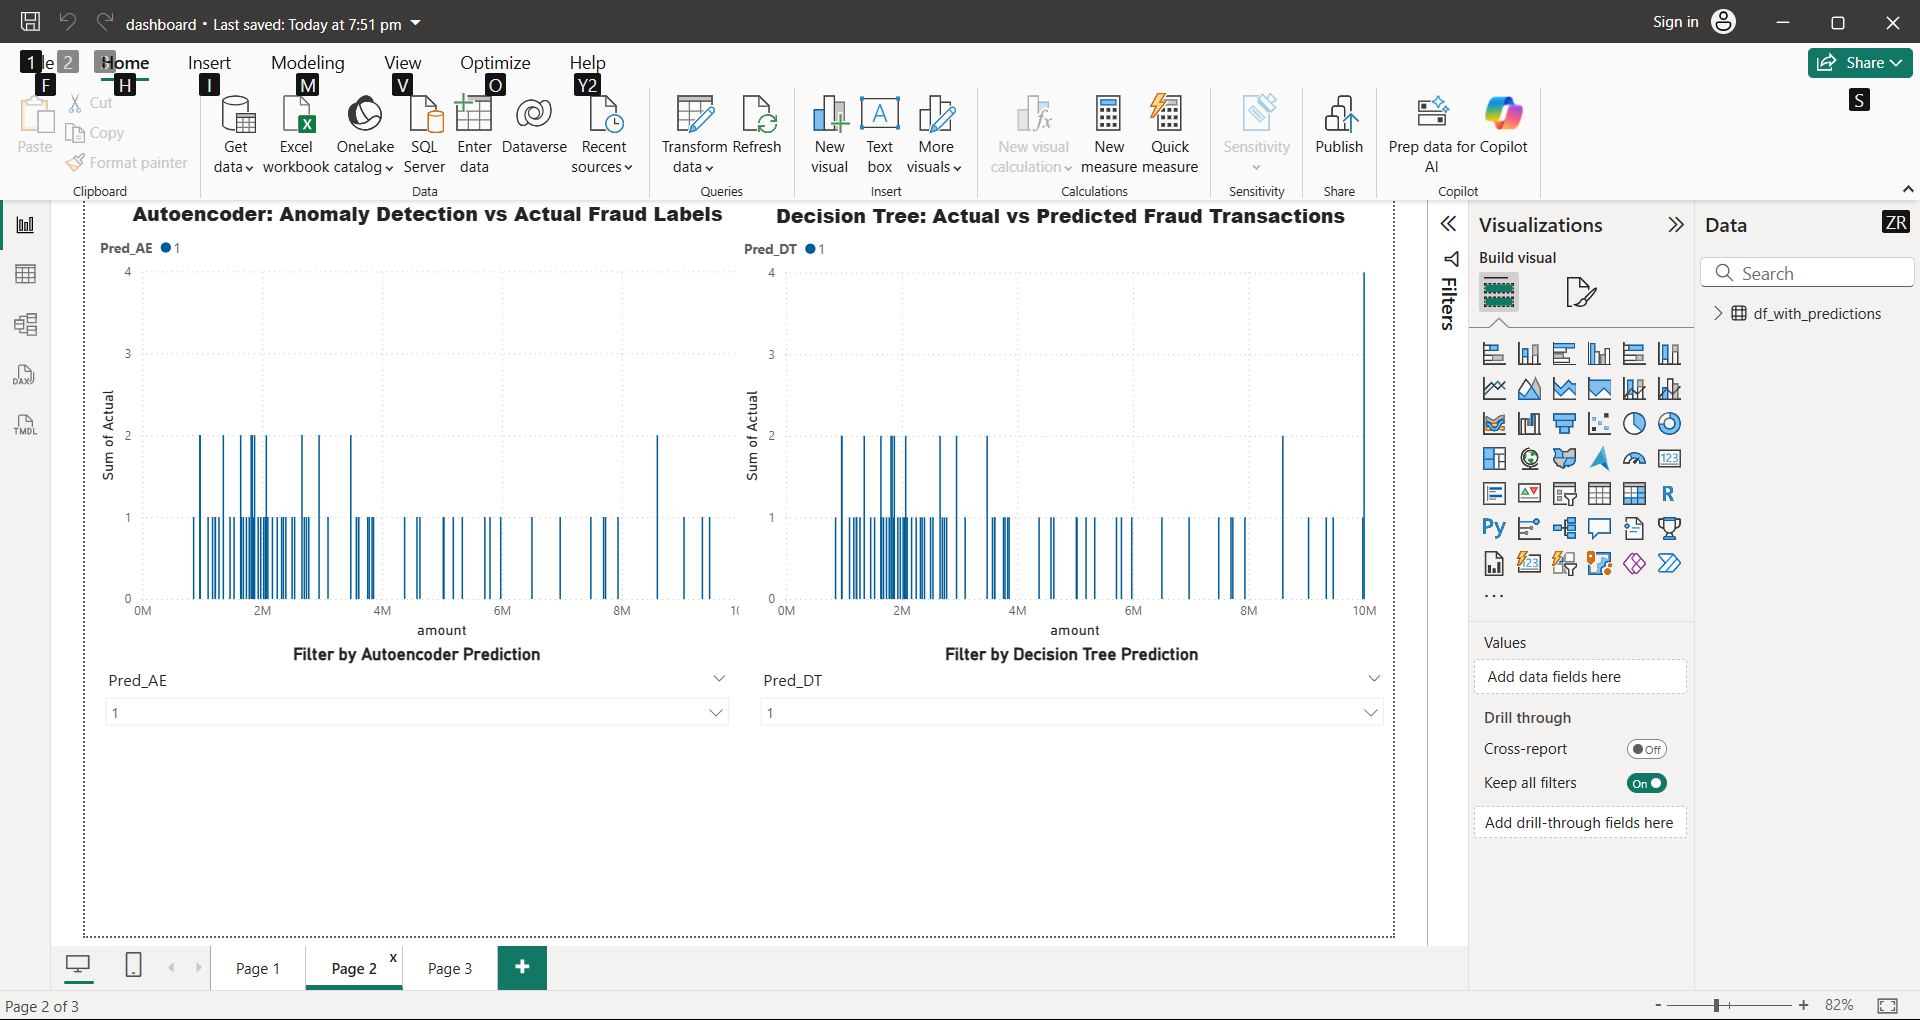 dashboard • Last saved: Today at 7:51 pm
Sign in
1 le 2 3 Home Insert Modeling View Optimize Help
Share
F H I M V O Y2 S
Paste
Cut
Copy
Format painter
Clipboard
Get data
Excel workbook
OneLake catalog
SQL Server
Enter data
Dataverse
Recent sources
Data
Transform data
Refresh
Queries
New visual
Text box
More visuals
Insert
New visual calculation
New measure
Quick measure
Calculations
Sensitivity
Sensitivity
Publish
Share
Prep data for AI
Copilot
Copilot
DAX
TMDL
Autoencoder: Anomaly Detection vs Actual Fraud Labels
Pred_AE 1
4
3
2
1
0
Sum of Actual
0M 2M 4M 6M 8M
amount
Filter by Autoencoder Prediction
Pred_AE
1
Decision Tree: Actual vs Predicted Fraud Transactions
Pred_DT 1
4
3
2
1
0
Sum of Actual
0M 2M 4M 6M 8M 10M
amount
Filter by Decision Tree Prediction
Pred_DT
1
Filters
Visualizations
Build visual
123
R
Py
123
...
Values
Add data fields here
Drill through
Cross-report
Off
Keep all filters
On
Add drill-through fields here
Data
ZR
Search
df_with_predictions
Page 1
Page 2 x
Page 3
+
Page 2 of 3
- + 82%